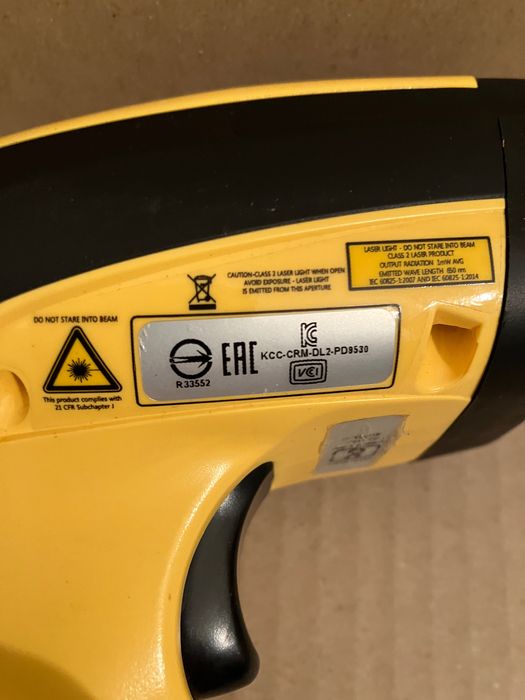 LASER LIGHT - DO NOT STARE INTO BEAM
CLASS 2 LASER PRODUCT
OUTPUT RADIATION 1mW AVG
EMITTED WAVE LENGTH 650 nm
IEC 60825-1:2007 AND IEC 60825-1:2014
CAUTION-CLASS 2 LASER LIGHT WHEN OPEN
AVOID EXPOSURE - LASER LIGHT
IS EMITTED FROM THIS APERTURE
DO NOT STARE INTO BEAM
This product complies with
21 CFR Subchapter J
R33552
EAC
KCC-CRM-DL2-PD9530
VCI